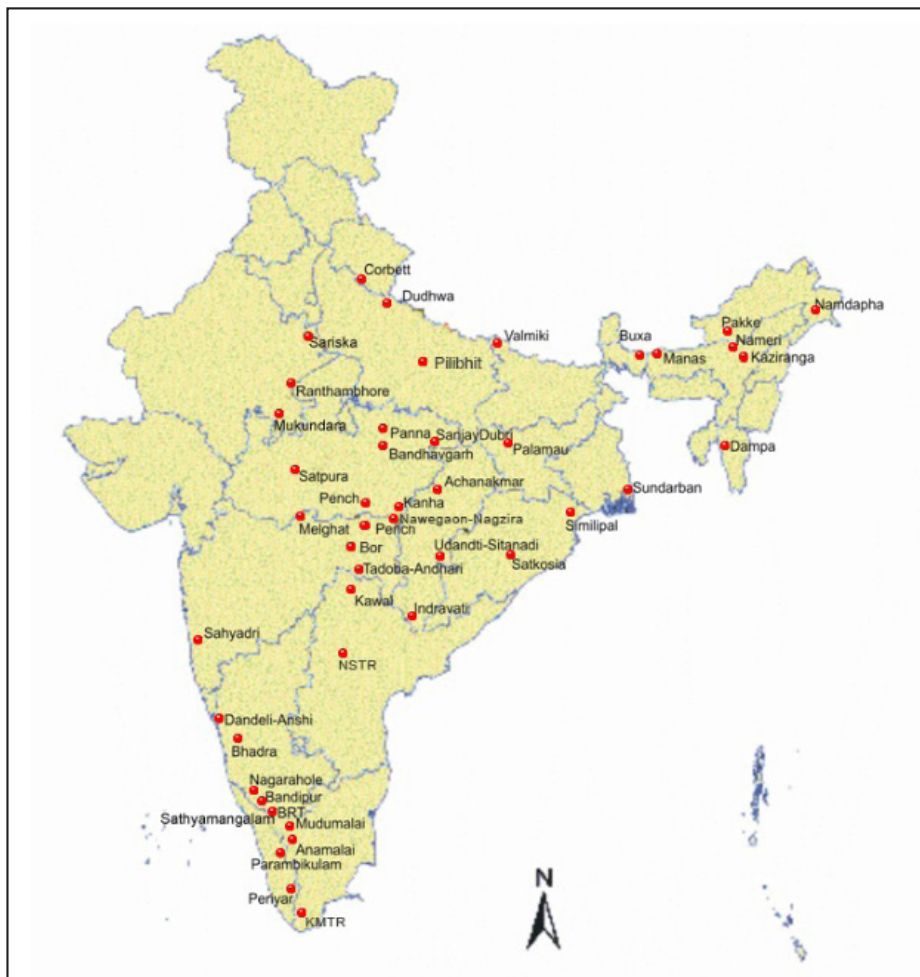 Corbett
Dudhwa
Namdapha
Pakke
Sariska
Valmiki
Buxa
Nameri
Manas
Kaziranga
Pilibhit
Ranthambhore
Mukundara
Panna
SanjayDubri
Bandhavgarh
Palamau
Dampa
Satpura
Achanakmar
Sundarban
Pench
Kanha
Similipal
Melghat
Nawegaon-Nagzira
Pench
Bor
Udandti-Sitanadi
Satkosia
Tadoba-Andhari
Kawal
Indravati
Sahyadri
NSTR
Dandeli-Anshi
Bhadra
Nagarahole
Bandipur
BRT
Sathyamangalam
Mudumalai
Anamalai
Parambikulam
Periyar
KMTR
N